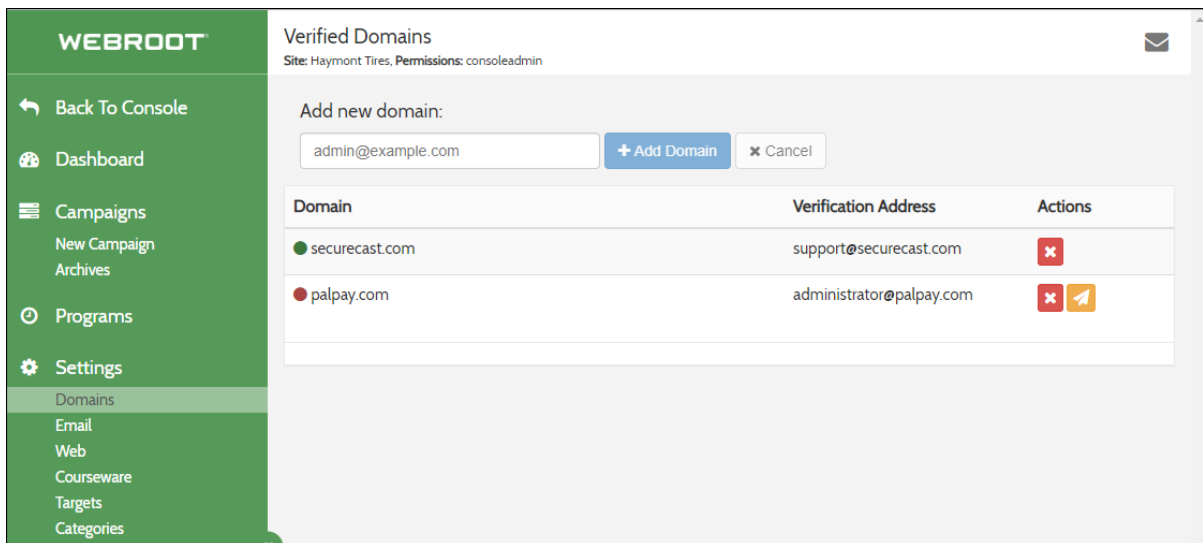 WEBROOT
Back To Console
Dashboard
Campaigns
New Campaign
Archives
Programs
Settings
Domains
Email
Web
Courseware
Targets
Categories
Verified Domains
Site: Haymont Tires, Permissions: consoleadmin
Add new domain:
admin@example.com
Add Domain
Cancel
Domain Verification Address Actions
securecast.com support@securecast.com
palpay.com administrator@palpay.com